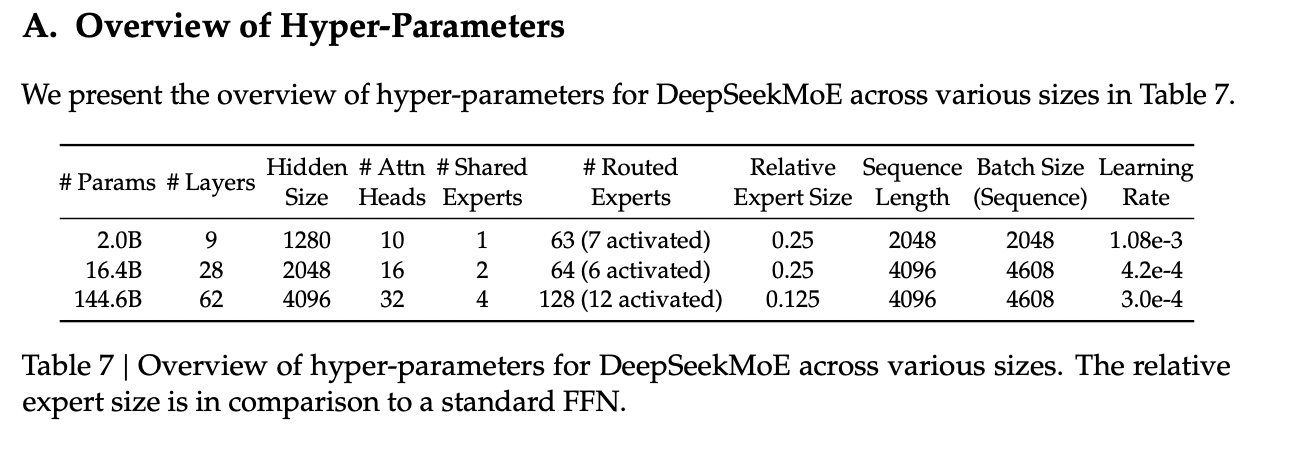 A. Overview of Hyper-Parameters
We present the overview of hyper-parameters for DeepSeekMoE across various sizes in Table 7.
# Params # Layers Hidden Size # Attn Heads # Shared Experts # Routed Experts Relative Expert Size Sequence Length Batch Size (Sequence) Learning Rate
2.0B 9 1280 10 1 63 (7 activated) 0.25 2048 2048 1.08e-3
16.4B 28 2048 16 2 64 (6 activated) 0.25 4096 4608 4.2e-4
144.6B 62 4096 32 4 128 (12 activated) 0.125 4096 4608 3.0e-4
Table 7 | Overview of hyper-parameters for DeepSeekMoE across various sizes. The relative
expert size is in comparison to a standard FFN.